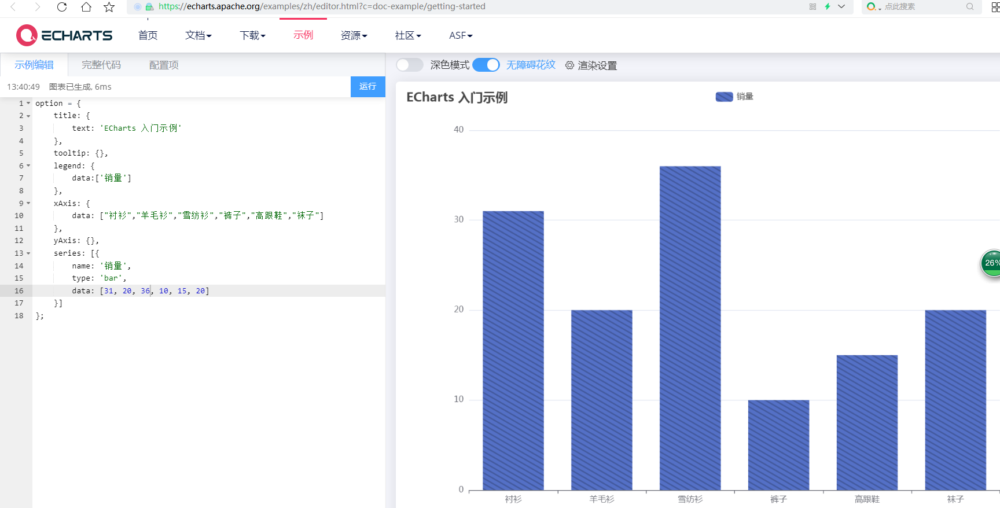 https://echarts.apache.org/examples/zh/editor.html?c=doc-example/getting-started
点此搜索
ECHARTS 首页 文档 下载 示例 资源 社区 ASF
示例编辑 完整代码 配置项
深色模式 无障碍花纹 渲染设置
13:40:49 图表已生成, 6ms 运行
1 option = {
2 title: {
3 text: 'ECharts 入门示例'
4 },
5 tooltip: {},
6 legend: {
7 data:['销量']
8 },
9 xAxis: {
10 data: ["衬衫","羊毛衫","雪纺衫","裤子","高跟鞋","袜子"]
11 },
12 yAxis: {},
13 series: [{
14 name: '销量',
15 type: 'bar',
16 data: [31, 20, 36, 10, 15, 20]
17 }]
18 };
ECharts 入门示例
销量
40
30
20
10
0
衬衫 羊毛衫 雪纺衫 裤子 高跟鞋 袜子
26%